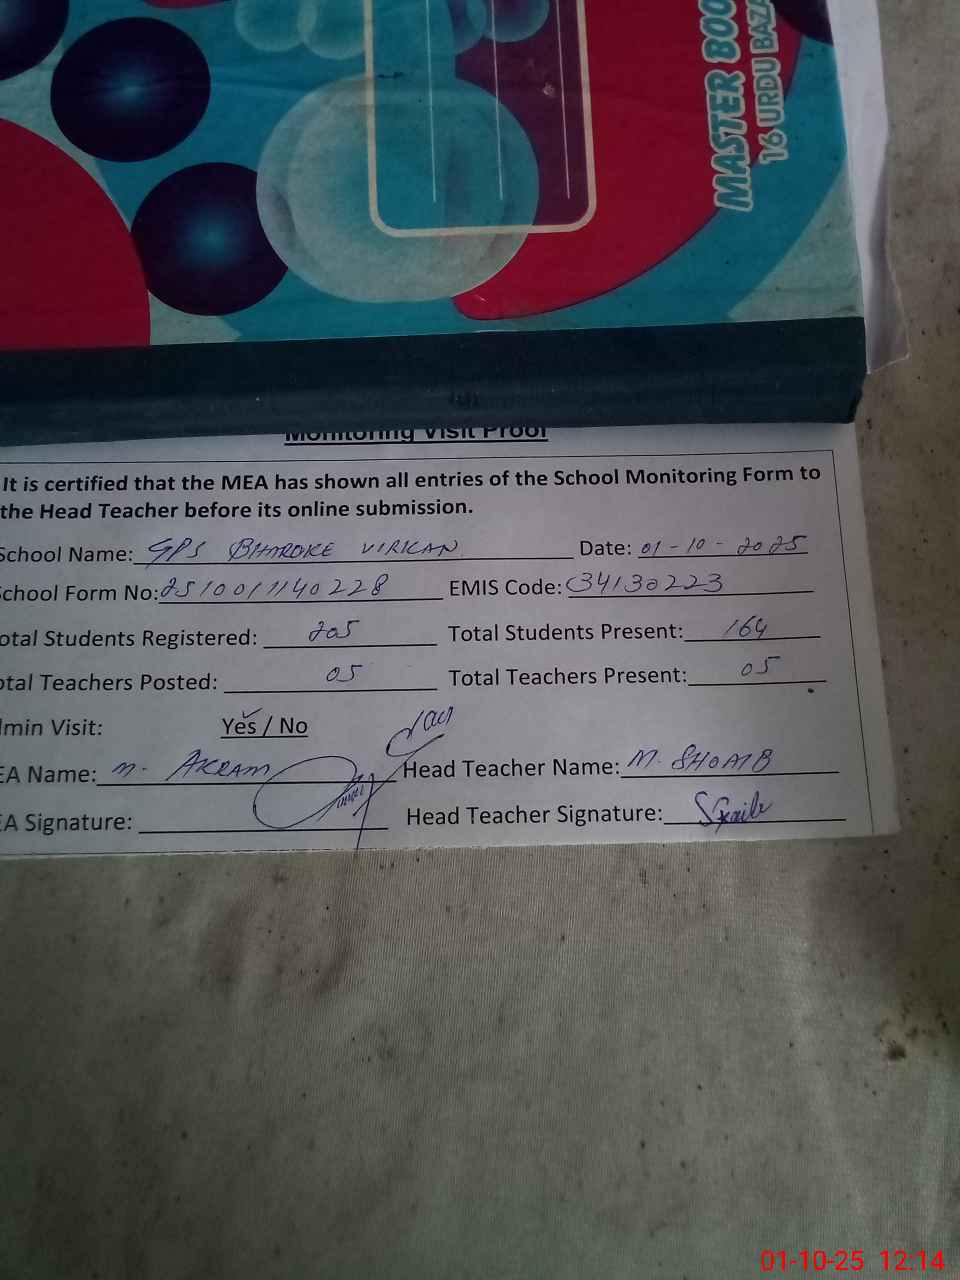 MASTER BOO
16 URDU BAZA
Monitoring Visit Proof
It is certified that the MEA has shown all entries of the School Monitoring Form to
the Head Teacher before its online submission.
School Name: GPS BHAROKE VIRKAN Date: 01-10-2025
School Form No: 2510011140228 EMIS Code: 34130223
otal Students Registered: 205 Total Students Present: 164
otal Teachers Posted: 05 Total Teachers Present: 05
dmin Visit: Yes / No
EA Name: M. AKRAM Head Teacher Name: M. SHOAIB
EA Signature: Head Teacher Signature:
01-10-25 12:14